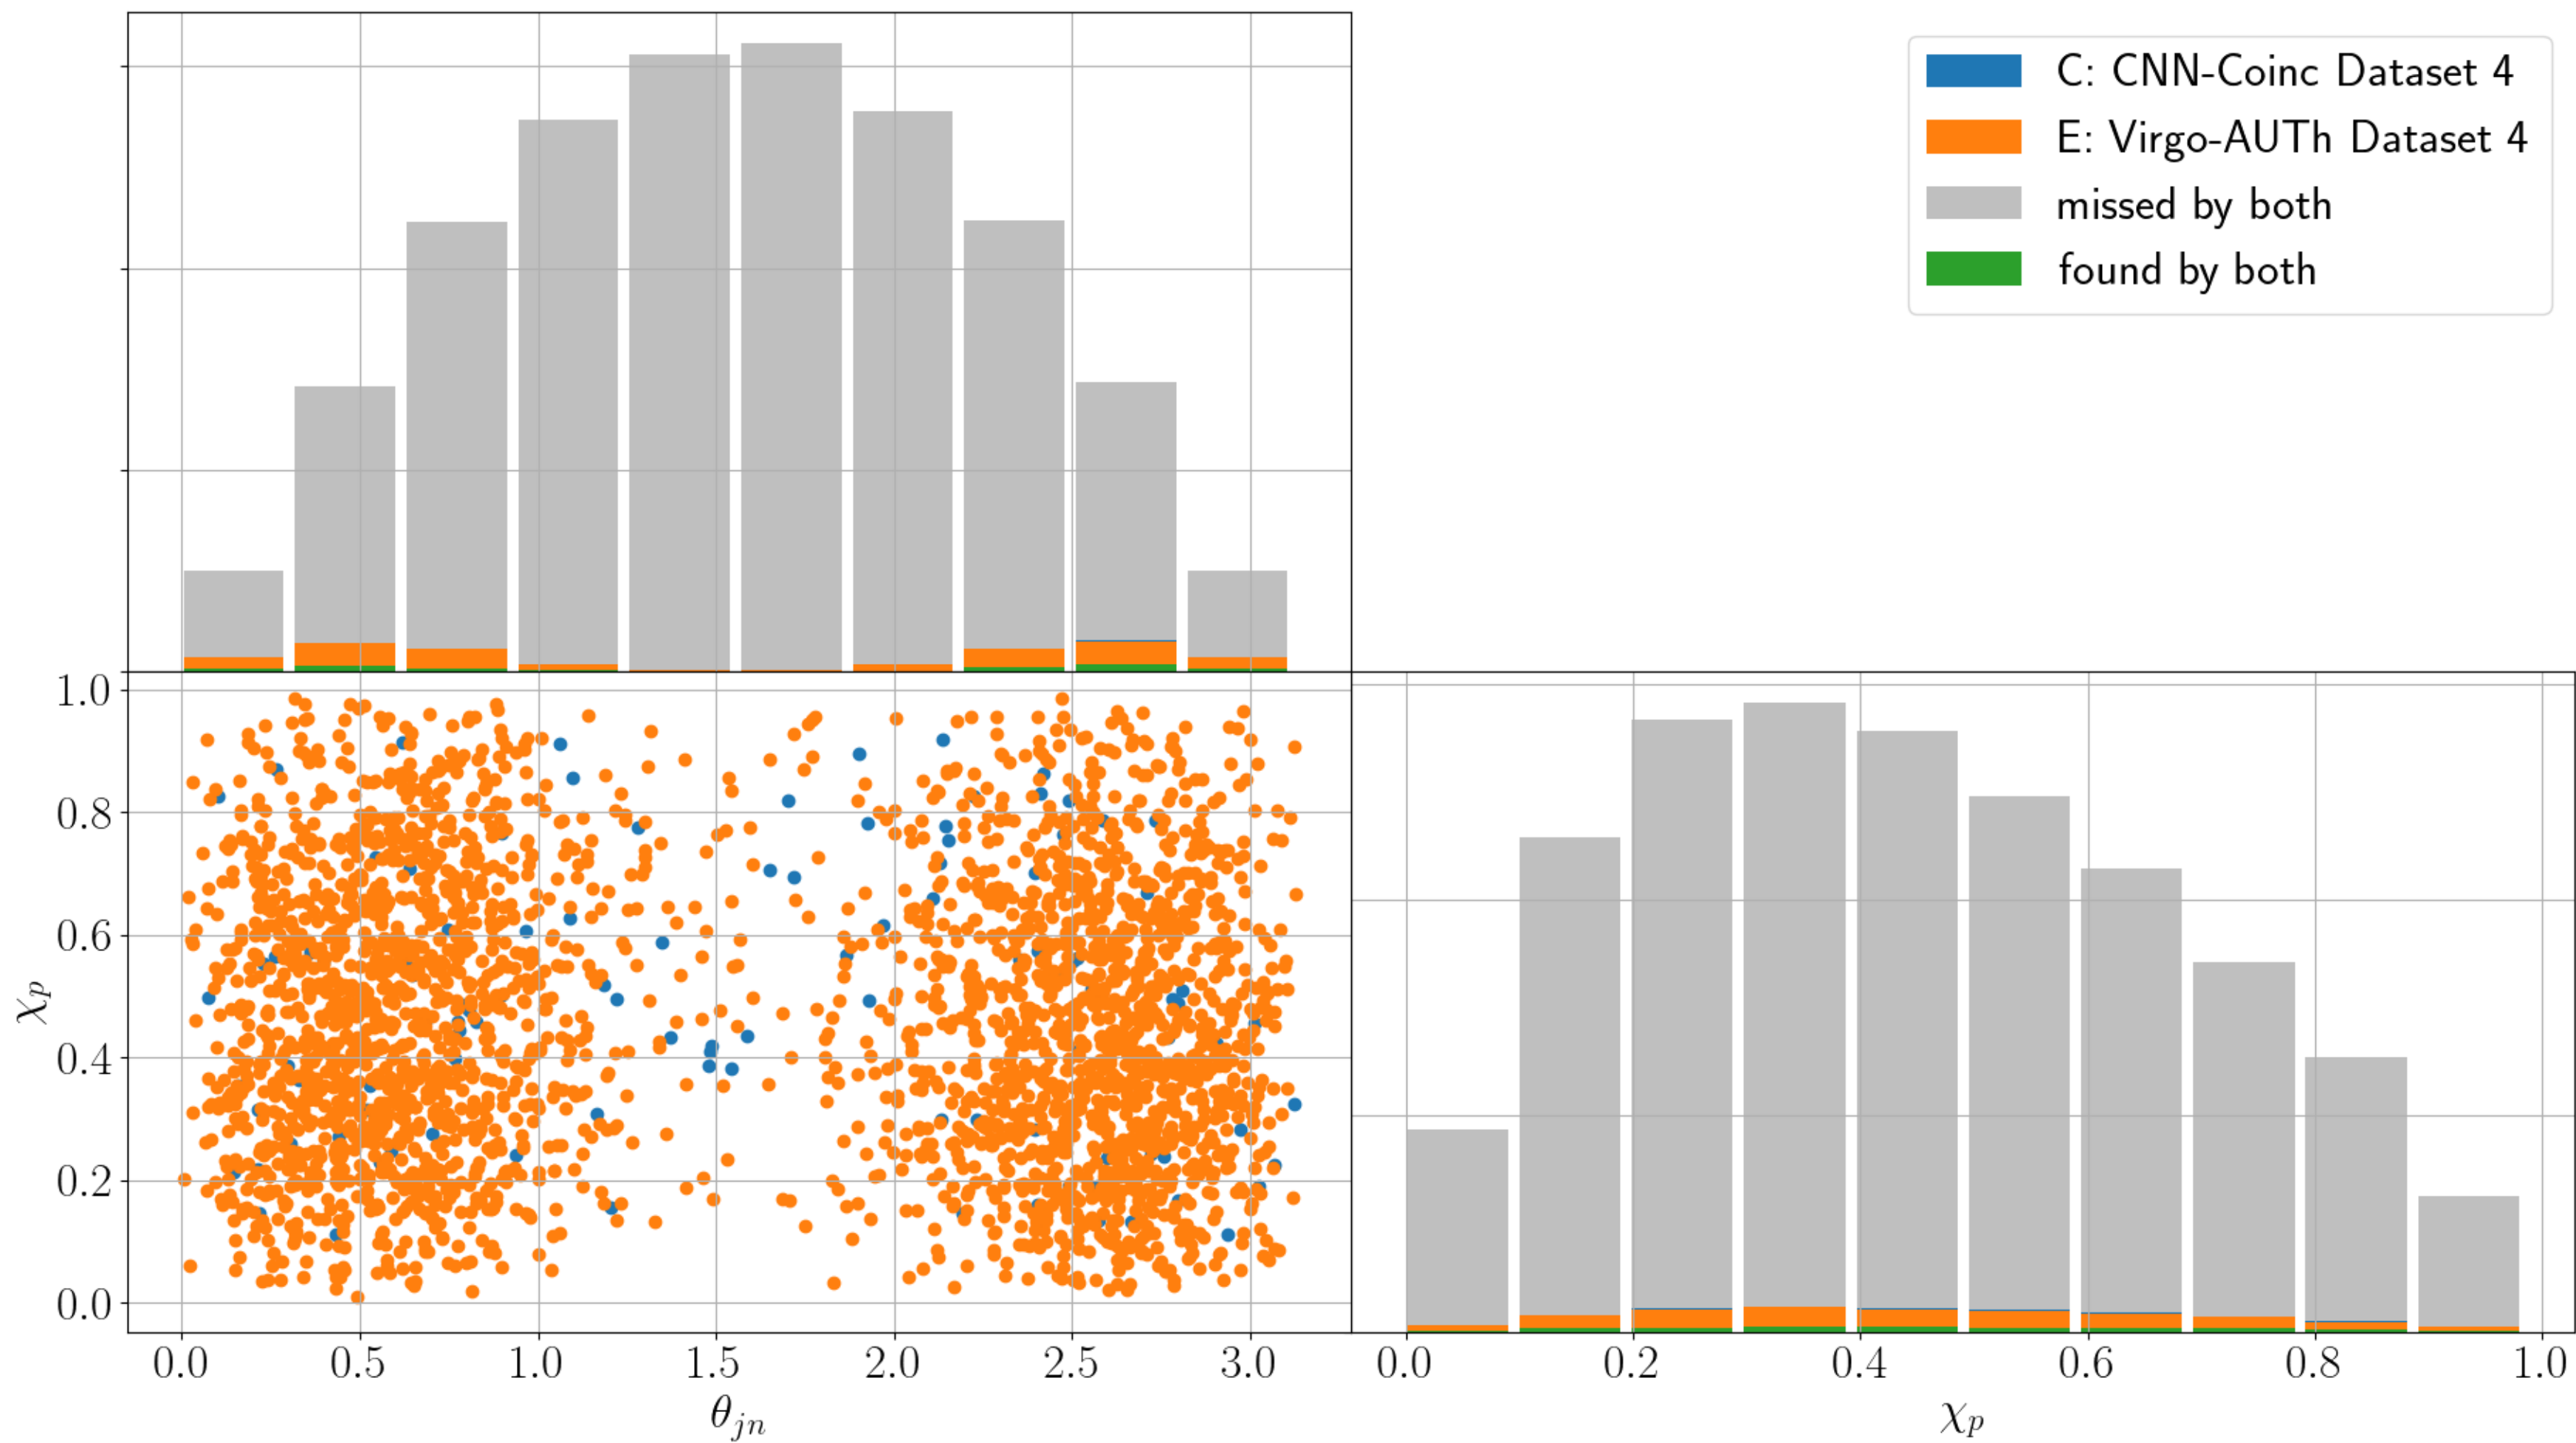 C: CNN-Coinc Dataset 4
E: Virgo-AUTh Dataset 4
missed by both
found by both
1.0
0.8
0.6
0.4
0.2
0.0
χp
0.0 0.5 1.0 1.5 2.0 2.5 3.0
θjn
0.0 0.2 0.4 0.6 0.8 1.0
χp